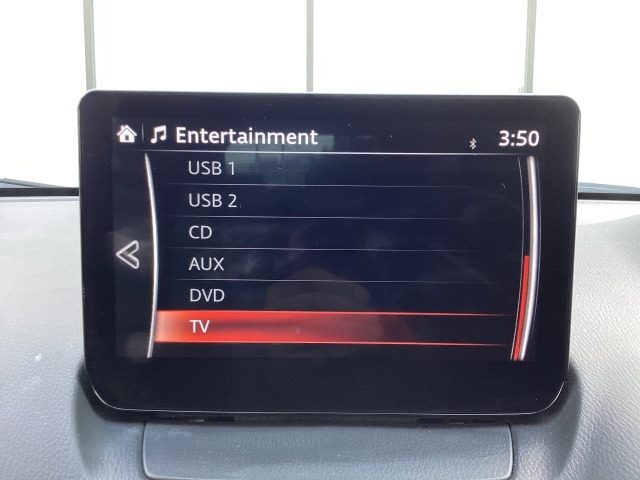 Entertainment 3:50
USB 1
USB 2
CD
AUX
DVD
TV